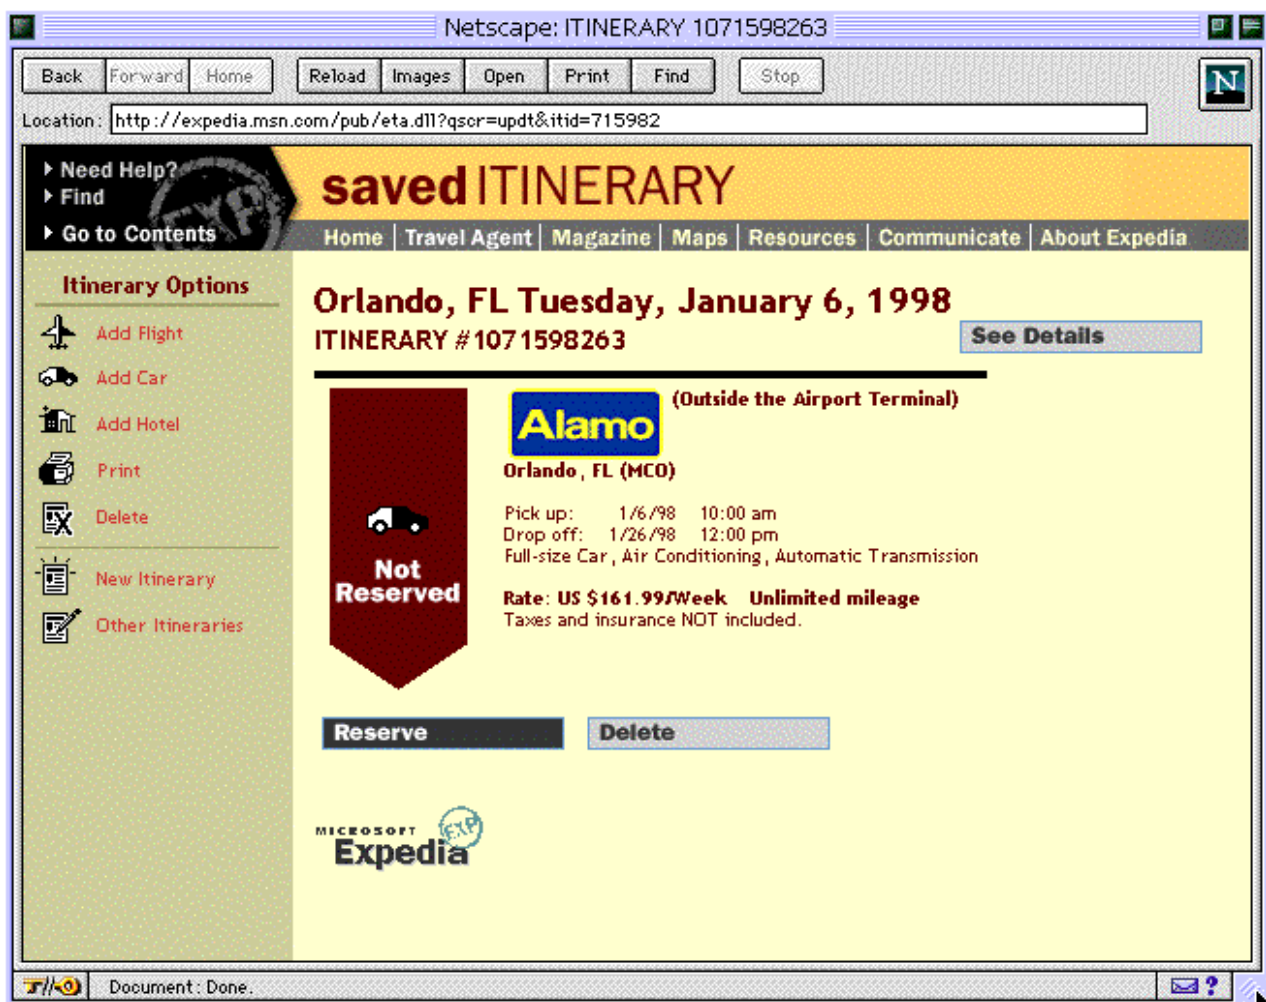 Netscape: ITINERARY 1071598263
Back Forward Home Reload Images Open Print Find Stop
N
Location: http://expedia.msn.com/pub/eta.dll?qscr=updt&itid=715982
Need Help?
Find
Go to Contents
EXP
saved ITINERARY
Home Travel Agent Magazine Maps Resources Communicate About Expedia
Itinerary Options
Add Flight
Add Car
Add Hotel
Print
Delete
New Itinerary
Other Itineraries
Orlando, FL Tuesday, January 6, 1998
ITINERARY #1071598263
See Details
Not
Reserved
Alamo
(Outside the Airport Terminal)
Orlando, FL (MCO)
Pick up: 1/6/98 10:00 am
Drop off: 1/26/98 12:00 pm
Full-size Car, Air Conditioning, Automatic Transmission
Rate: US $161.99/Week Unlimited mileage
Taxes and insurance NOT included.
Reserve
Delete
MICROSOFT
EXP
Expedia
Document: Done.
?